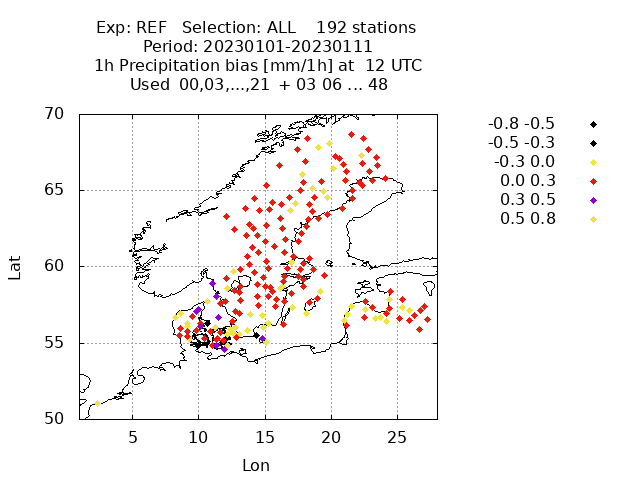 Exp: REF   Selection: ALL    192 stations
Period: 20230101-20230111
1h Precipitation bias [mm/1h] at  12 UTC
Used  00,03,...,21  + 03 06 ... 48
-0.8 -0.5
-0.5 -0.3
-0.3 0.0
0.0 0.3
0.3 0.5
0.5 0.8
70
65
60
55
50
Lat
5 10 15 20 25
Lon